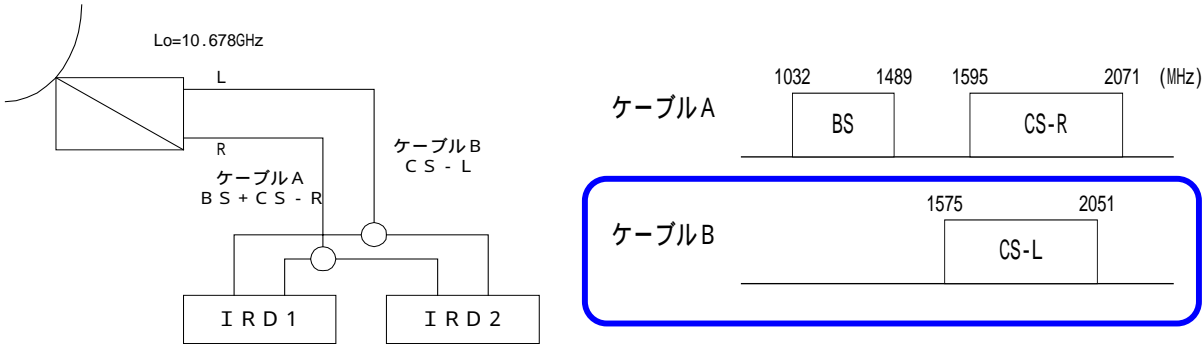 Lo=10.678GHz
L
R
ケーブルB
CS-L
ケーブルA
BS+CS-R
IRD1
IRD2
1032 1489 1595 2071 (MHz)
ケーブルA
BS
CS-R
1575 2051
ケーブルB
CS-L